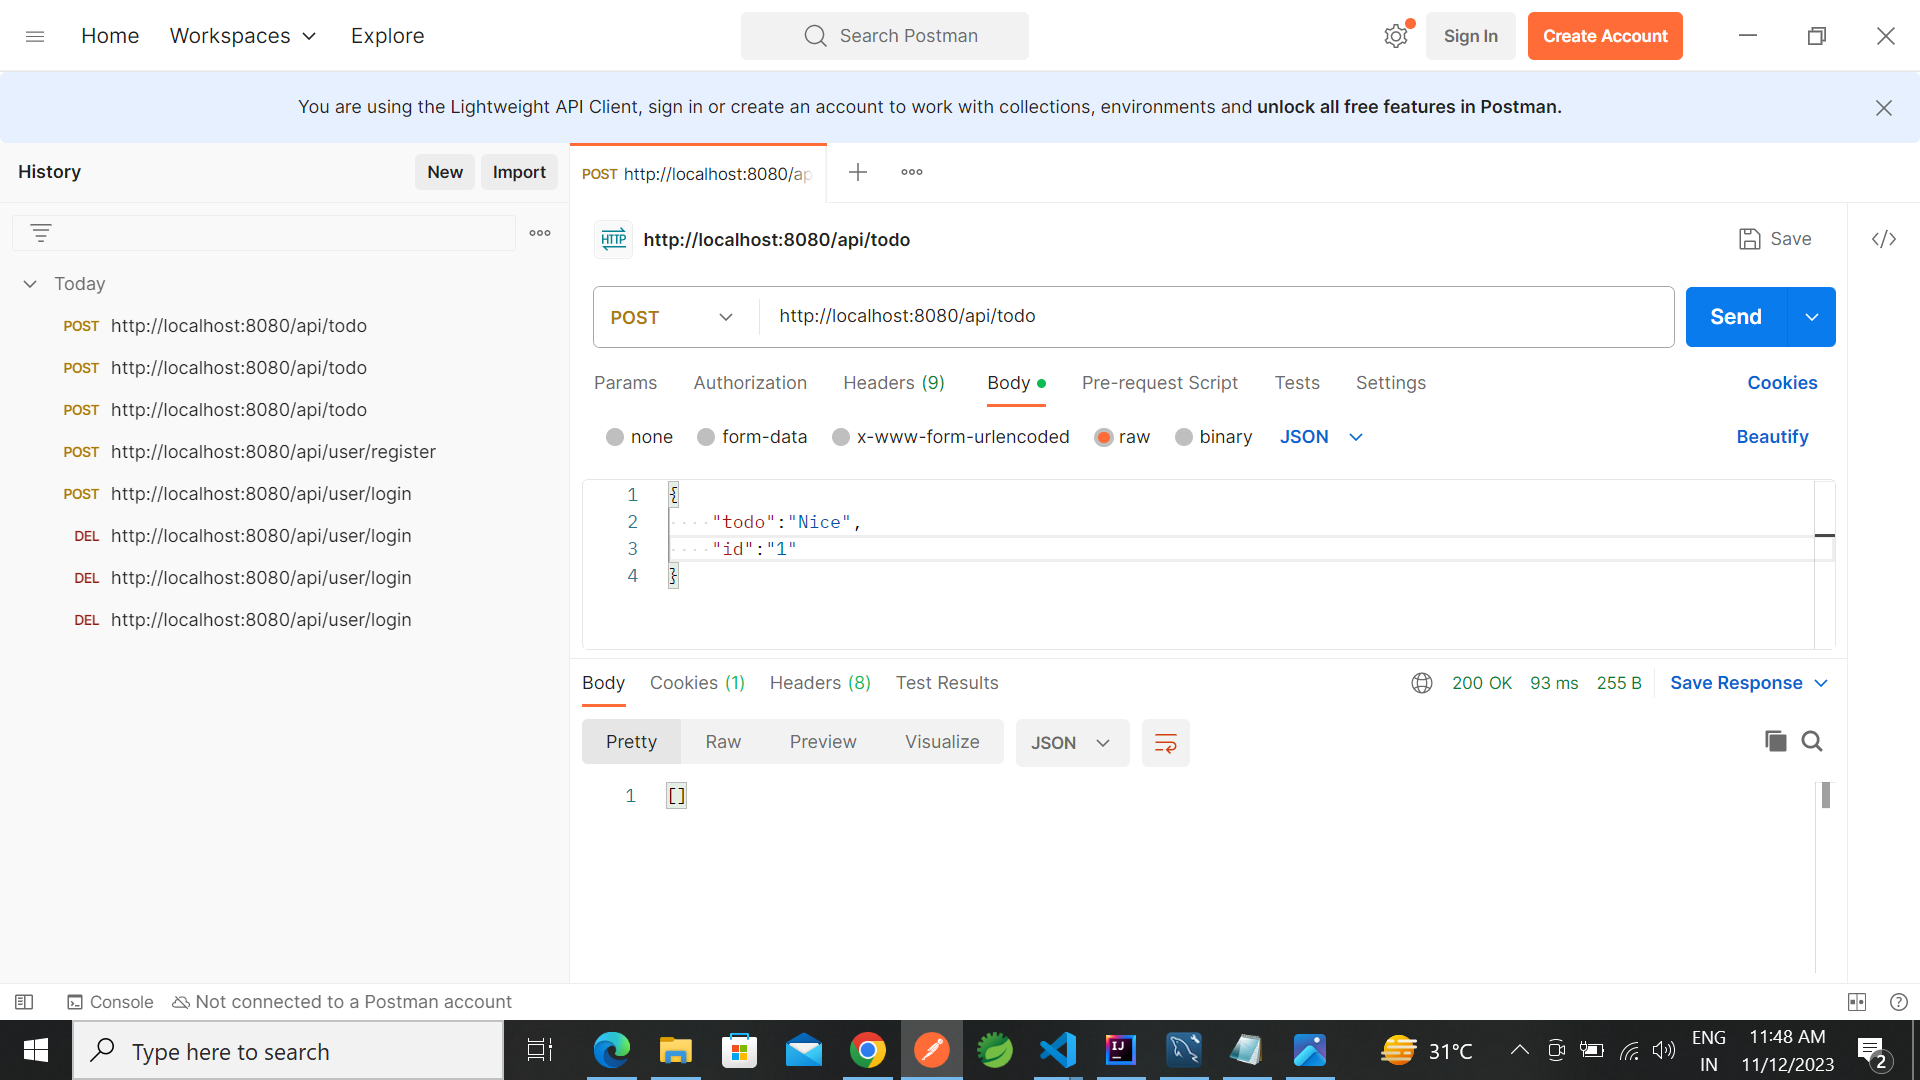 Home Workspaces Explore Search Postman Sign In Create Account
You are using the Lightweight API Client, sign in or create an account to work with collections, environments and unlock all free features in Postman.
History New Import
POST http://localhost:8080/ap
HTTP http://localhost:8080/api/todo Save </>
Today
POST http://localhost:8080/api/todo
POST http://localhost:8080/api/todo
POST http://localhost:8080/api/todo
POST http://localhost:8080/api/user/register
POST http://localhost:8080/api/user/login
DEL http://localhost:8080/api/user/login
DEL http://localhost:8080/api/user/login
DEL http://localhost:8080/api/user/login
POST http://localhost:8080/api/todo Send
Params Authorization Headers (9) Body Pre-request Script Tests Settings Cookies
none form-data x-www-form-urlencoded raw binary JSON Beautify
1 {
2 "todo":"Nice",
3 "id":"1"
4 }
Body Cookies (1) Headers (8) Test Results 200 OK 93 ms 255 B Save Response
Pretty Raw Preview Visualize JSON
1 []
Console Not connected to a Postman account
Type here to search
IJ
31°C
ENG
IN
11:48 AM
11/12/2023
2